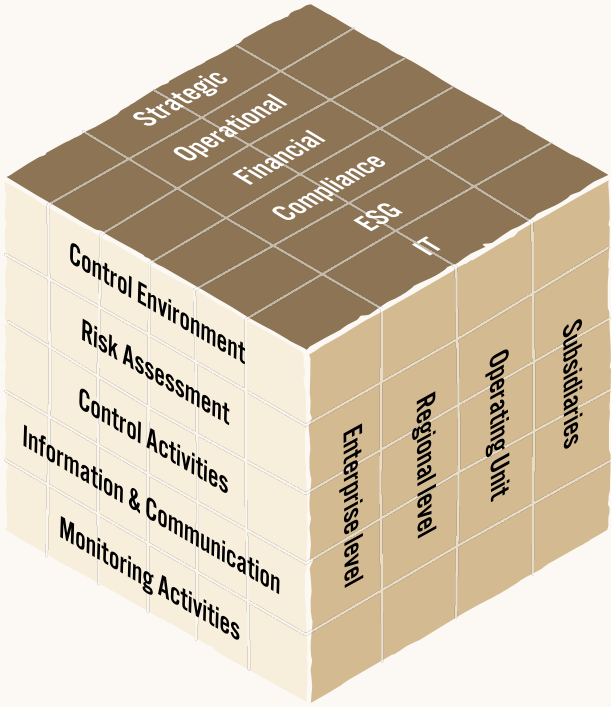 Strategic
Operational
Financial
Compliance
ESG
IT
Control Environment
Risk Assessment
Control Activities
Information & Communication
Monitoring Activities
Enterprise level
Regional level
Operating Unit
Subsidiaries